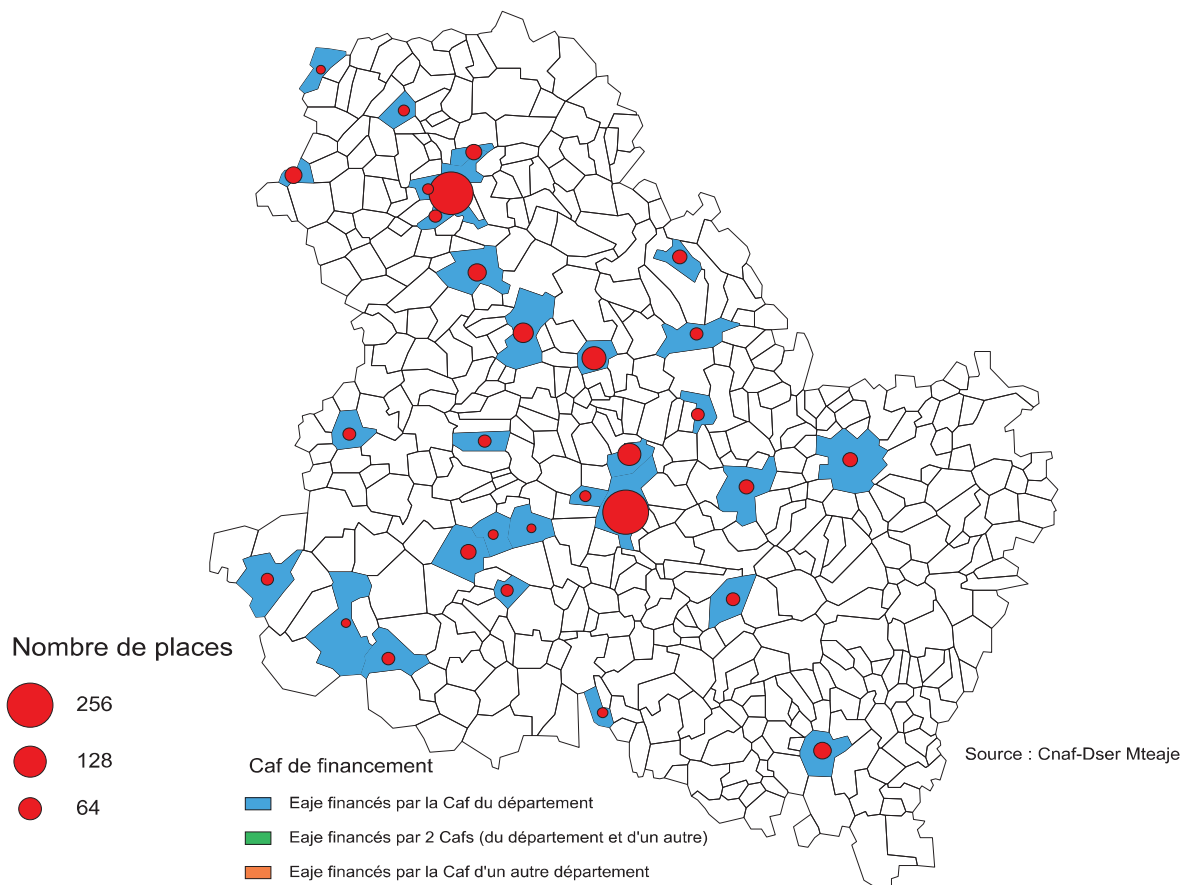 Nombre de places
256
128
64
Caf de financement
Eaje financés par la Caf du département
Eaje financés par 2 Cafs (du département et d'un autre)
Eaje financés par la Caf d'un autre département
Source : Cnaf-Dser Mteaje